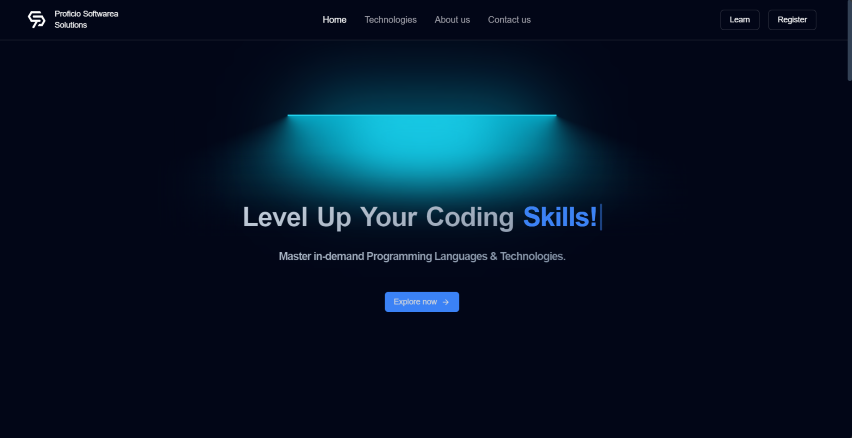 Proficio Softwarea
Solutions
Home Technologies About us Contact us
Learn Register
Level Up Your Coding Skills!
Master in-demand Programming Languages & Technologies.
Explore now →